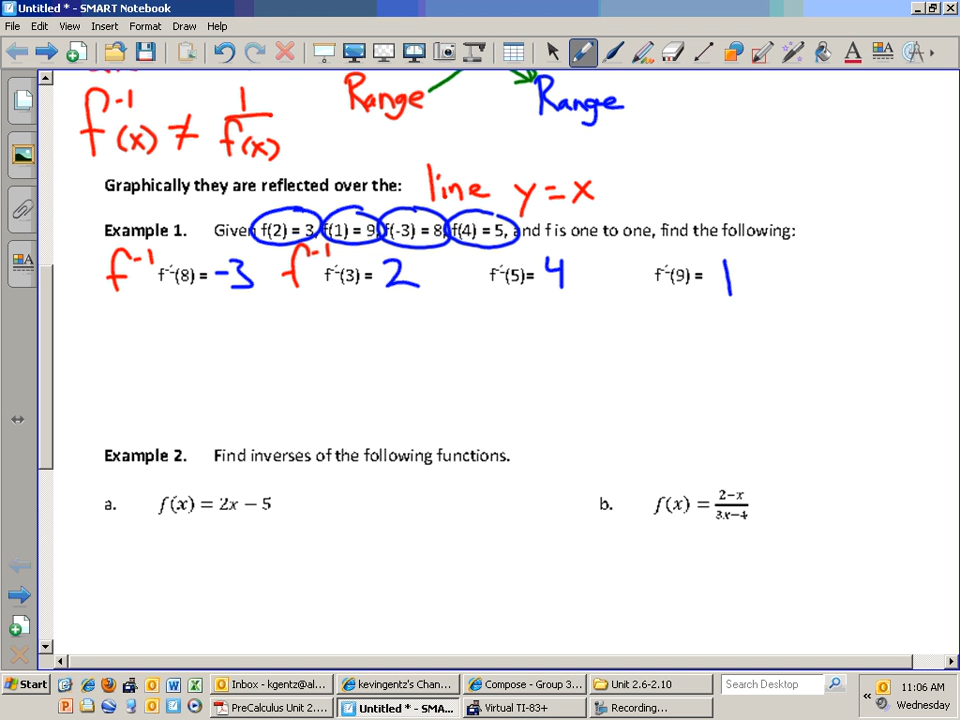 Untitled * - SMART Notebook
File Edit View Insert Format Draw Help
Range Range
f⁻¹(x) ≠ 1/f(x)
Graphically they are reflected over the: line y = x
Example 1. Given f(2) = 3, f(1) = 9, f(-3) = 8, f(4) = 5, and f is one to one, find the following:
f⁻¹ f⁻¹(8) = -3 f⁻¹ f⁻¹(3) = 2 f⁻¹(5)= 4 f⁻¹(9) = 1
Example 2. Find inverses of the following functions.
a. f(x) = 2x − 5 b. f(x) = (2−x)/(3x−4)
Start Inbox - kgentz@al... kevingentz's Chan... Compose - Group 3... Unit 2.6-2.10 Search Desktop 11:06 AM
PreCalculus Unit 2.... Untitled * - SMA... Virtual TI-83+ Recording... Wednesday